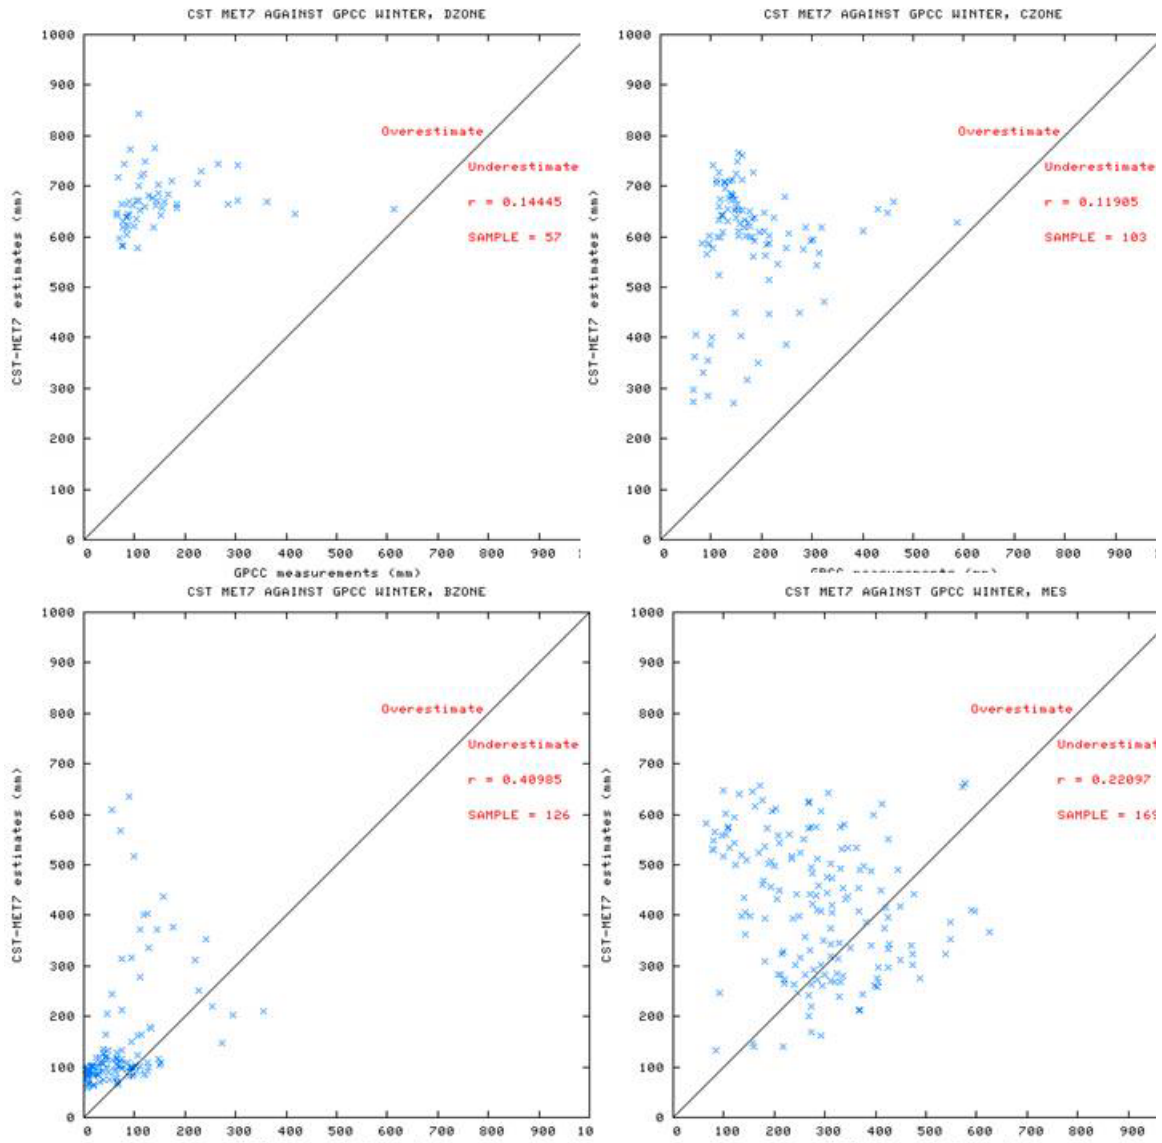 CST MET7 AGAINST GPCC WINTER, DZONE
1000
900
800
700
600
500
400
300
200
100
0
CST-MET7 estimates (mm)
Overestimate
Underestimate
r = 0.14445
SAMPLE = 57
0 100 200 300 400 500 600 700 800 900
GPCC measurements (mm)
CST MET7 AGAINST GPCC WINTER, CZONE
1000
900
800
700
600
500
400
300
200
100
0
CST-MET7 estimates (mm)
Overestimate
Underestimate
r = 0.11905
SAMPLE = 103
0 100 200 300 400 500 600 700 800 900
GPCC measurements (mm)
CST MET7 AGAINST GPCC WINTER, BZONE
1000
900
800
700
600
500
400
300
200
100
0
CST-MET7 estimates (mm)
Overestimate
Underestimate
r = 0.40985
SAMPLE = 126
0 100 200 300 400 500 600 700 800 900 10
CST MET7 AGAINST GPCC WINTER, MES
1000
900
800
700
600
500
400
300
200
100
0
CST-MET7 estimates (mm)
Overestimate
Underestimat
r = 0.22097
SAMPLE = 169
0 100 200 300 400 500 600 700 800 900